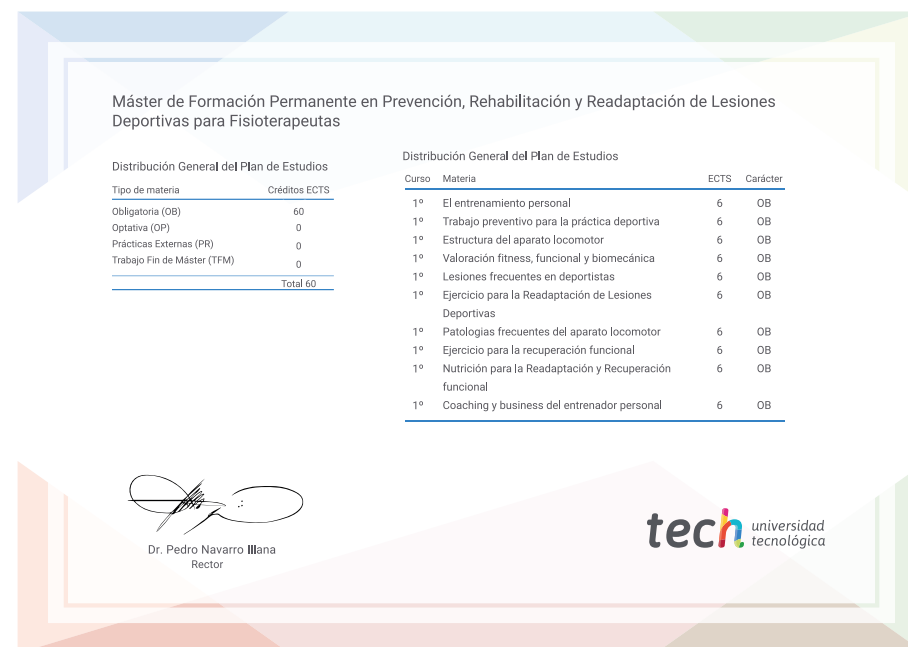 Máster de Formación Permanente en Prevención, Rehabilitación y Readaptación de Lesiones
Deportivas para Fisioterapeutas
Distribución General del Plan de Estudios
Tipo de materia Créditos ECTS
Obligatoria (OB) 60
Optativa (OP) 0
Prácticas Externas (PR) 0
Trabajo Fin de Máster (TFM) 0
Total 60
Distribución General del Plan de Estudios
Curso Materia ECTS Carácter
1º El entrenamiento personal 6 OB
1º Trabajo preventivo para la práctica deportiva 6 OB
1º Estructura del aparato locomotor 6 OB
1º Valoración fitness, funcional y biomecánica 6 OB
1º Lesiones frecuentes en deportistas 6 OB
1º Ejercicio para la Readaptación de Lesiones 6 OB
Deportivas
1º Patologias frecuentes del aparato locomotor 6 OB
1º Ejercicio para la recuperación funcional 6 OB
1º Nutrición para la Readaptación y Recuperación 6 OB
funcional
1º Coaching y business del entrenador personal 6 OB
Dr. Pedro Navarro Illana
Rector
tech universidad
tecnológica